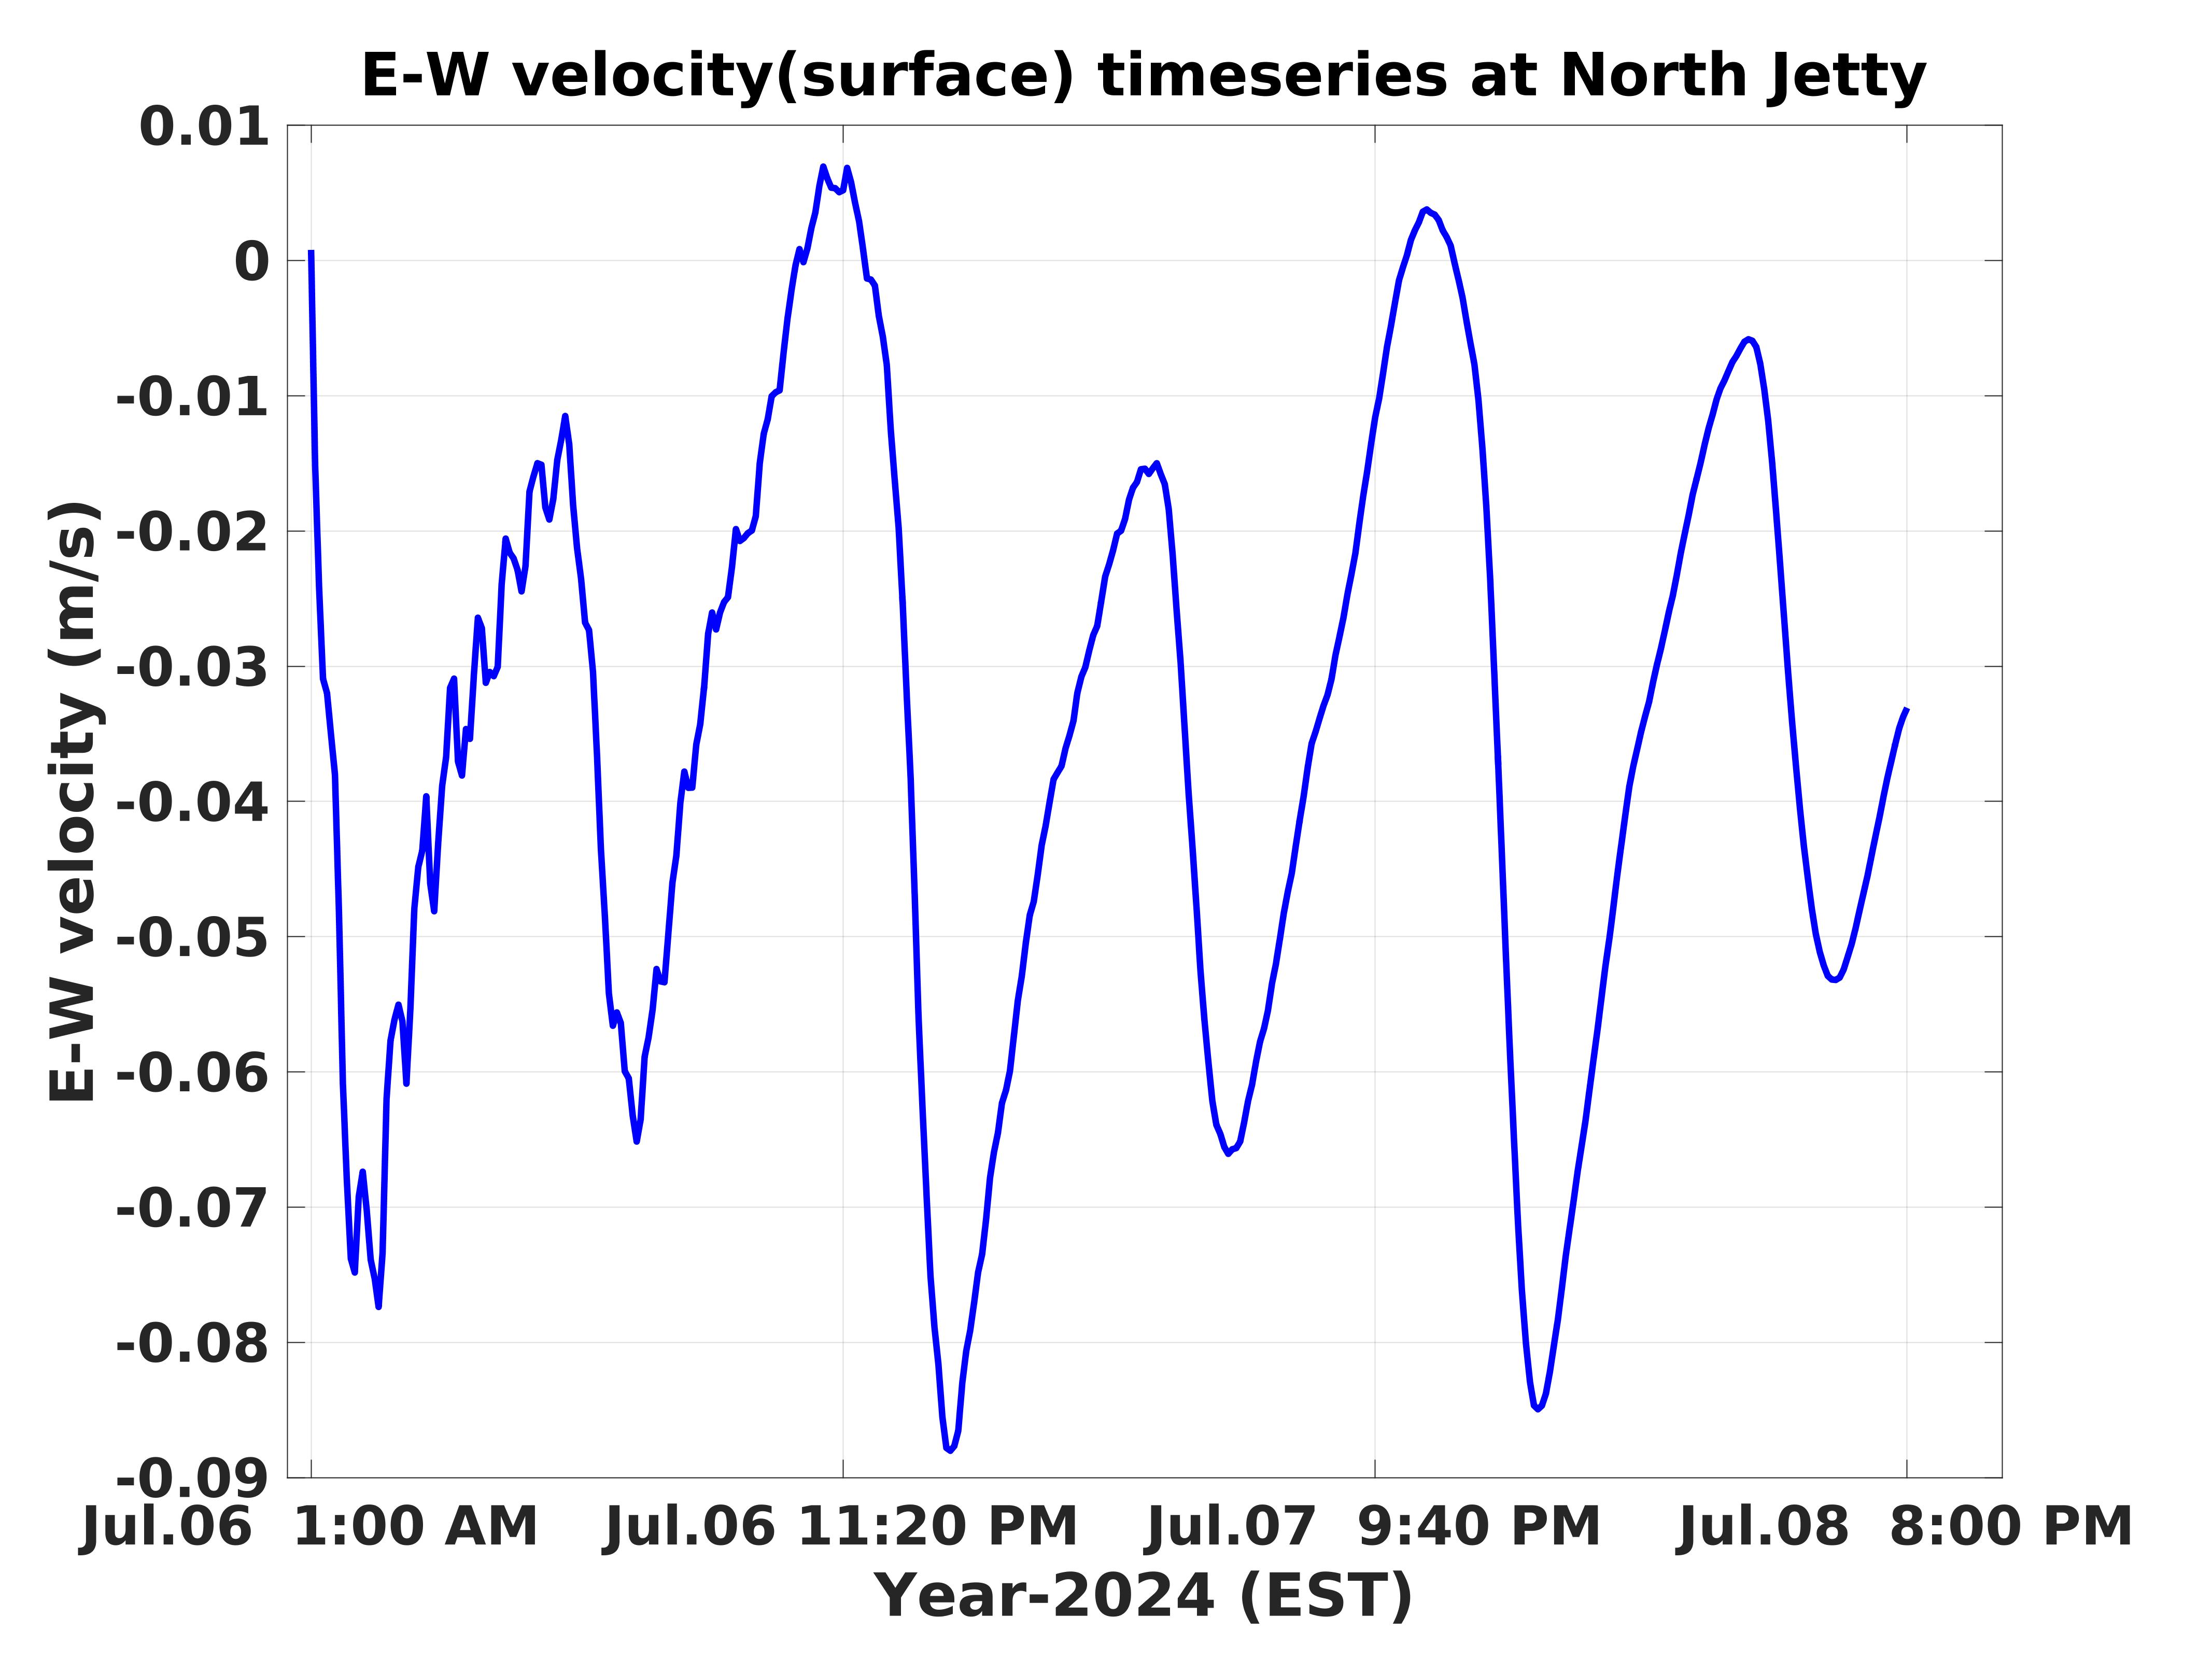 E-W velocity(surface) timeseries at North Jetty
E-W velocity (m/s)
0.01
0
-0.01
-0.02
-0.03
-0.04
-0.05
-0.06
-0.07
-0.08
-0.09
Jul.06 1:00 AM
Jul.06 11:20 PM
Jul.07 9:40 PM
Jul.08 8:00 PM
Year-2024 (EST)